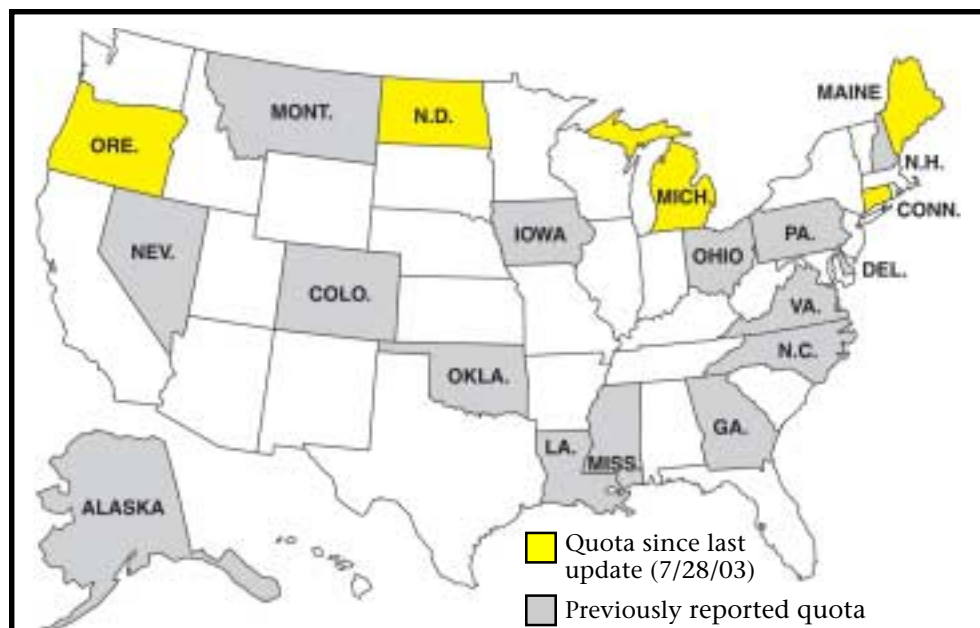 MAINE
MONT.
N.D.
ORE.
N.H.
MICH.
CONN.
IOWA
PA.
NEV.
OHIO
DEL.
COLO.
VA.
N.C.
OKLA.
GA.
LA.
MISS.
ALASKA
Quota since last
update (7/28/03)
Previously reported quota